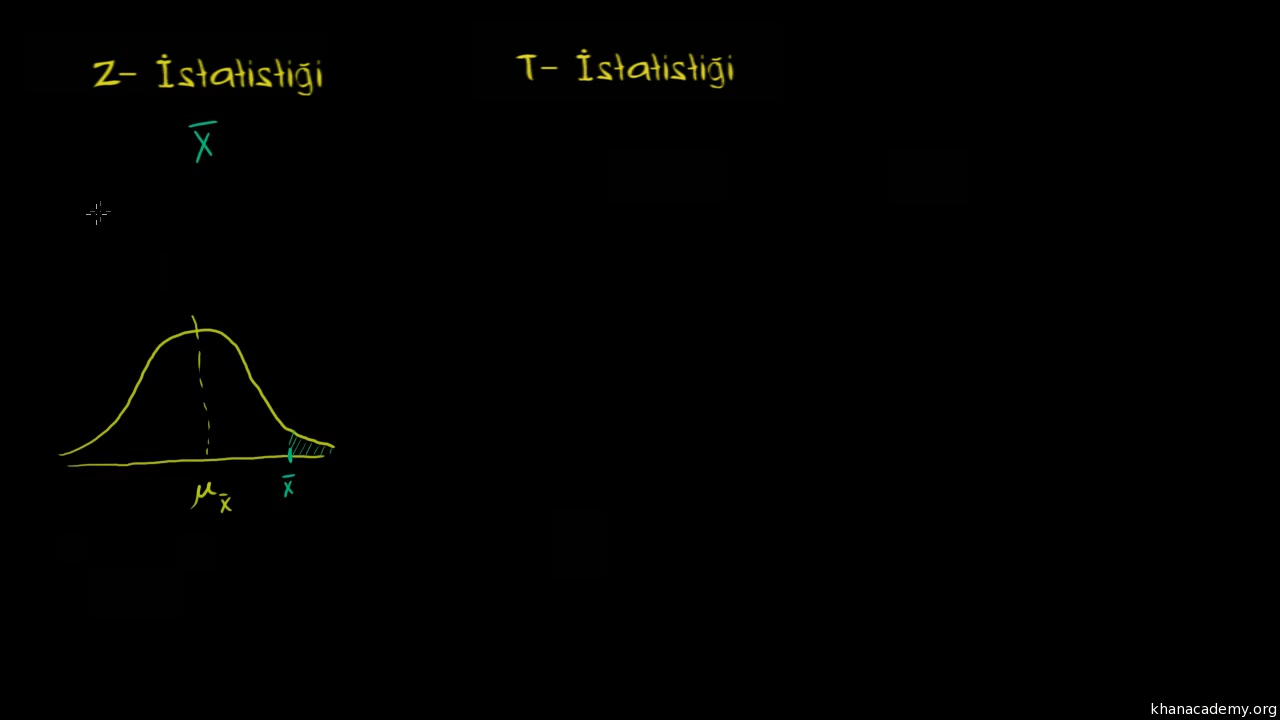 Z- İstatistiği
T- İstatistiği
x̄
μx̄
x̄
khanacademy.org